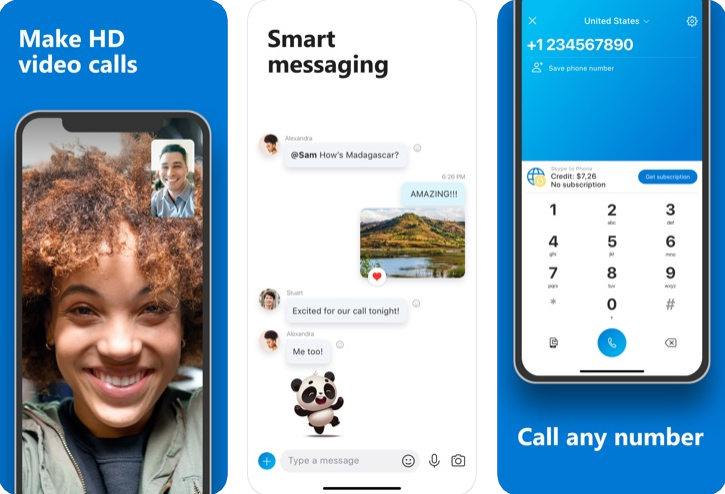 Make HD
video calls
Smart
messaging
Alexandra
@Sam How's Madagascar?
6:26 PM
AMAZING!!!
Stuart
Excited for our call tonight!
Alexandra
Me too!
Type a message
United States
+1 234567890
Save phone number
Skype to Phone
Credit: $7,26
No subscription
Get subscription
1 2 3
abc def
4 5 6
ghi jkl mno
7 8 9
pqrs tuv wxyz
* 0 #
+
Call any number